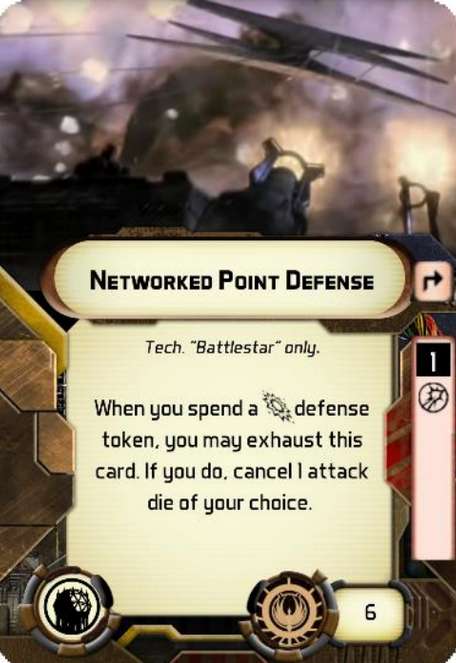 NETWORKED POINT DEFENSE
Tech. "Battlestar" only.
1
When you spend a defense
token, you may exhaust this
card. If you do, cancel 1 attack
die of your choice.
6